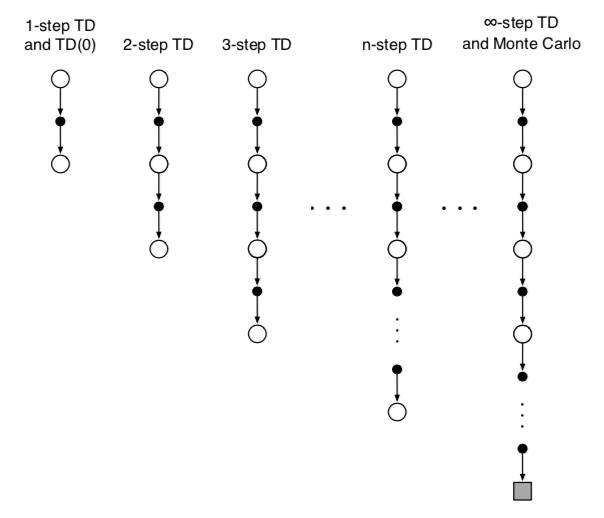 1-step TD
and TD(0)
2-step TD
3-step TD
n-step TD
∞-step TD
and Monte Carlo